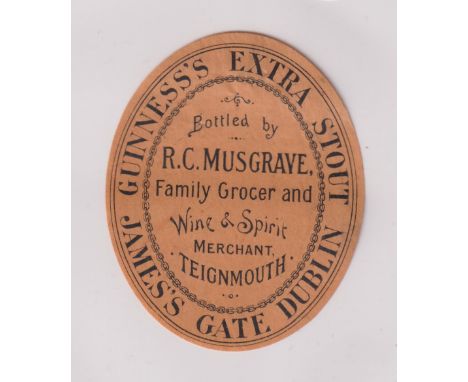 GUINNESS'S EXTRA STOUT
Bottled by
R.C. MUSGRAVE,
Family Grocer and
Wine & Spirit
MERCHANT,
TEIGNMOUTH.
JAMES'S GATE DUBLIN